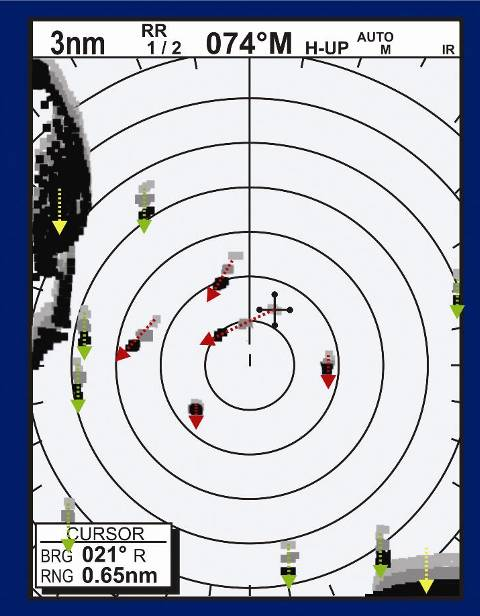 3nm RR 1 / 2 074°M H-UP AUTO M IR
CURSOR
BRG 021° R
RNG 0.65nm